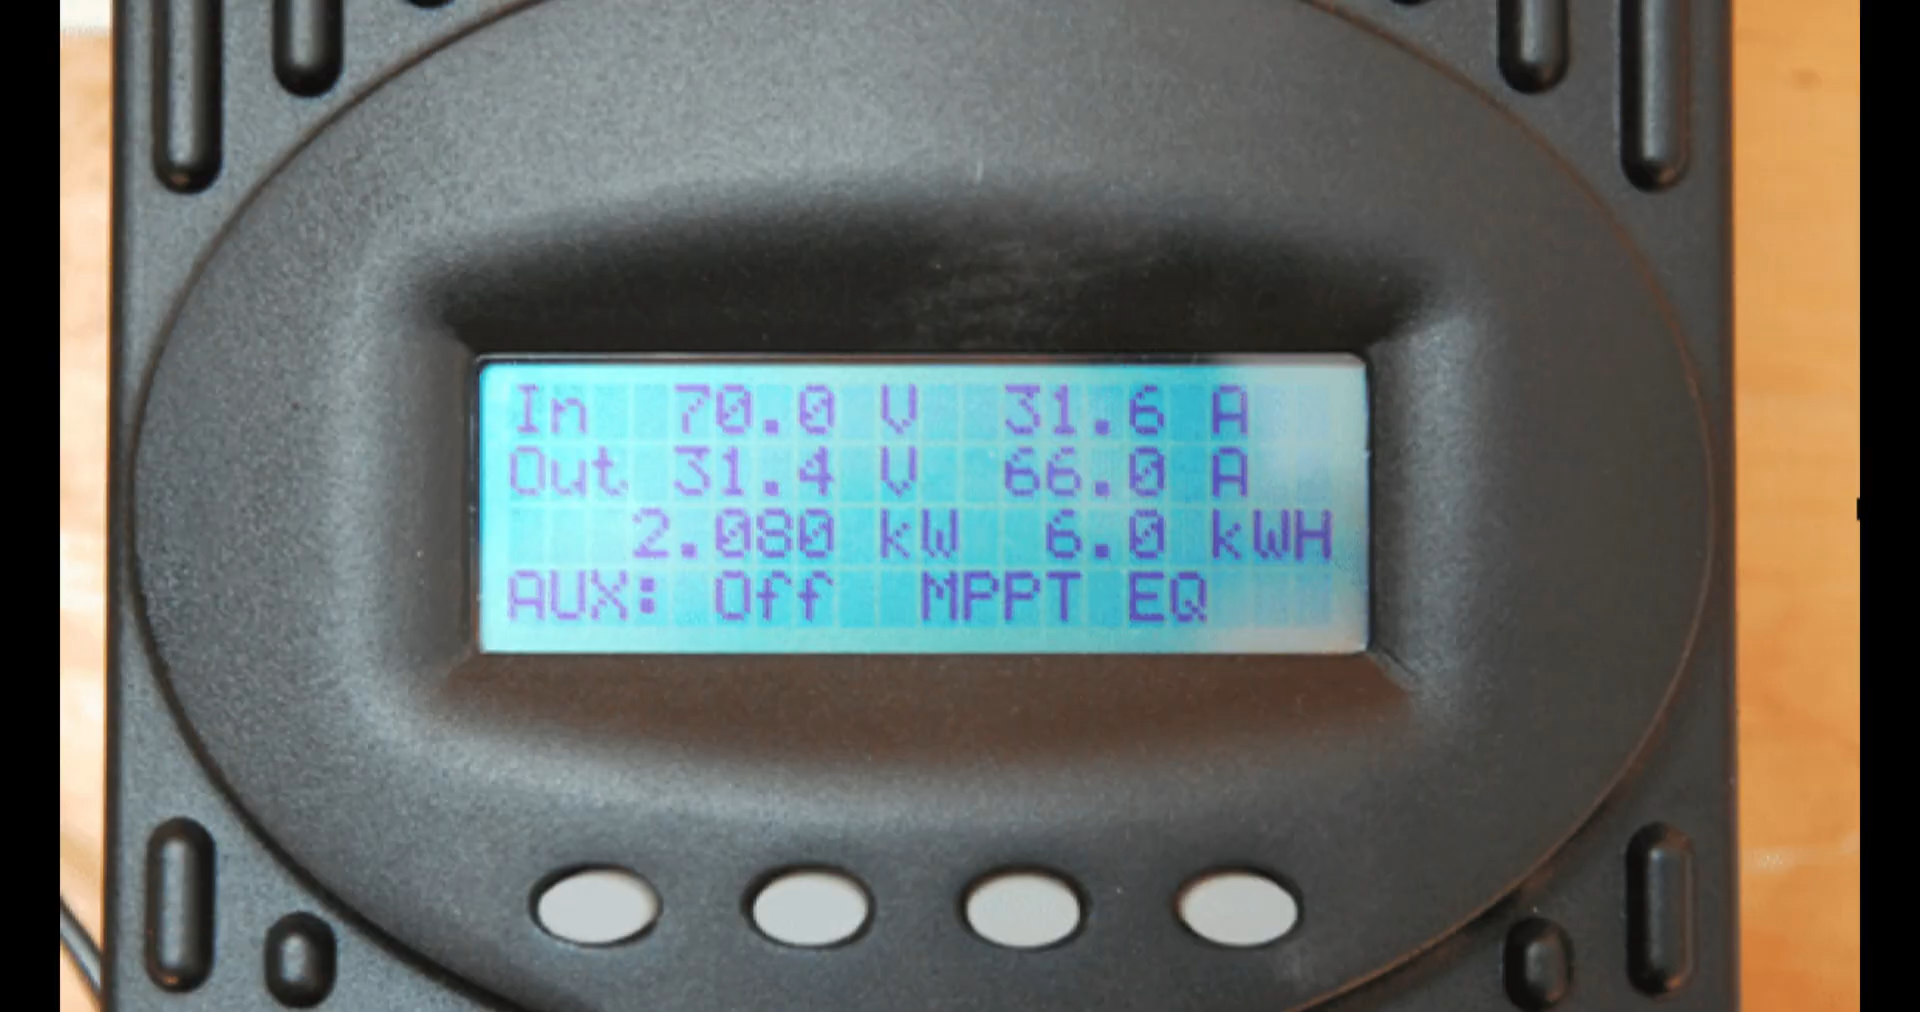 In 70.0 V 31.6 A
Out 31.4 V 66.0 A
2.080 kW 6.0 kWH
AUX: Off MPPT EQ